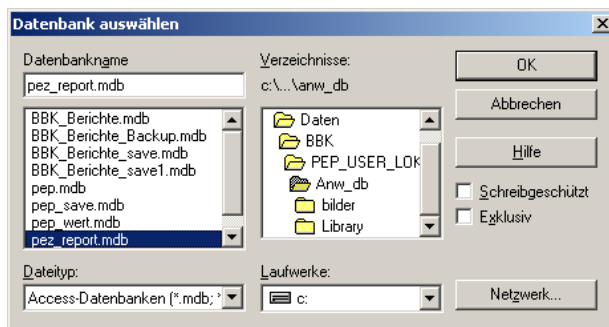 Datenbank auswählen
Datenbankname
pez_report.mdb
BBK_Berichte.mdb
BBK_Berichte_Backup.mdb
BBK_Berichte_save.mdb
BBK_Berichte_save1.mdb
pep.mdb
pep_save.mdb
pep_wert.mdb
pez_report.mdb
Dateityp:
Access-Datenbanken (*.mdb; *
Verzeichnisse:
c:\...\anw_db
Daten
BBK
PEP_USER_LOK
Anw_db
bilder
Library
Laufwerke:
c:
OK
Abbrechen
Hilfe
Schreibgeschützt
Exklusiv
Netzwerk...